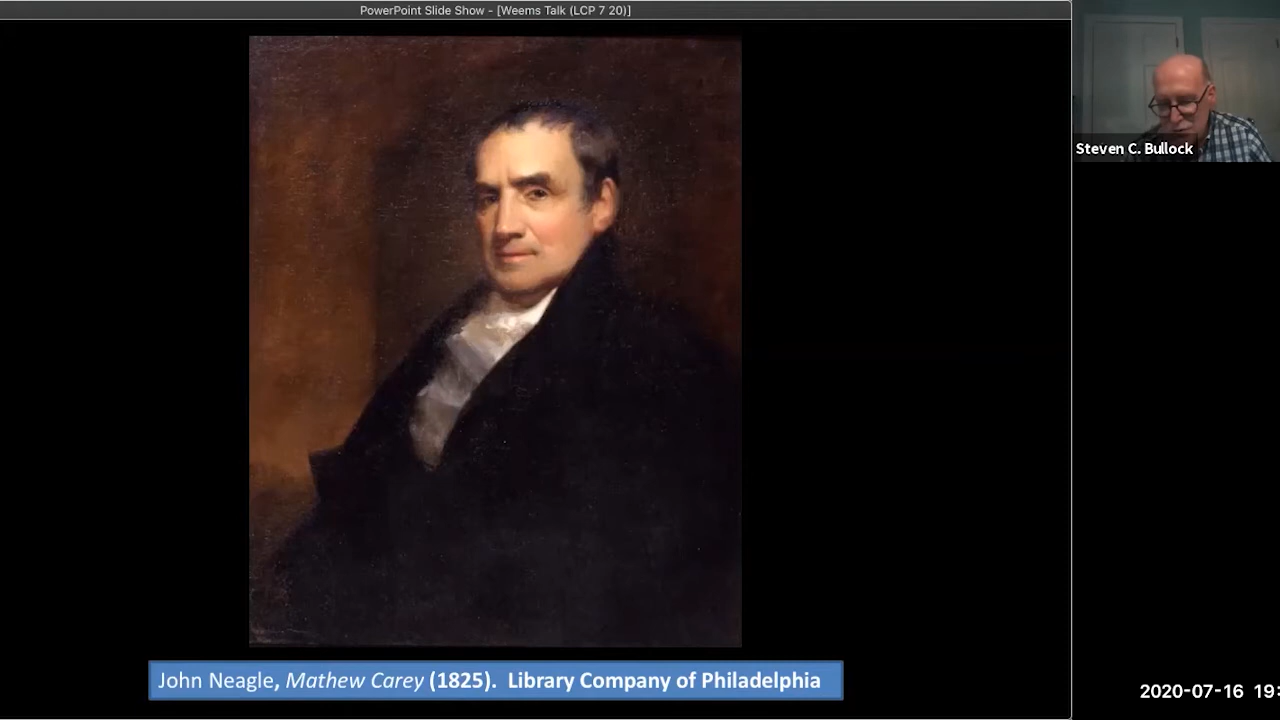 PowerPoint Slide Show - [Weems Talk (LCP 7 20)]
Steven C. Bullock
John Neagle, Mathew Carey (1825).  Library Company of Philadelphia
2020-07-16 19: